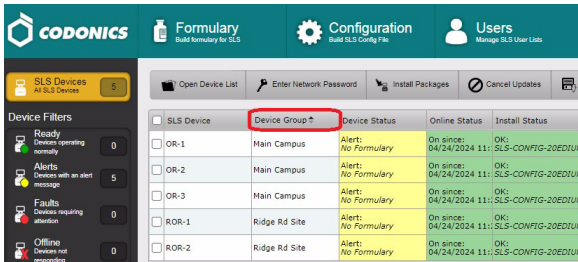 CODONICS
Formulary
Build formulary for SLS
Configuration
Build SLS Config File
Users
Manage SLS User Lists
SLS Devices
All SLS Devices
5
Open Device List
Enter Network Password
Install Packages
Cancel Updates
Device Filters
Ready
Devices operating
normally
0
Alerts
Devices with an alert
message
5
Faults
Devices requiring
attention
0
Offline
Devices not
responding
0
SLS Device Device Group Device Status Online Status Install Status
OR-1 Main Campus Alert: On since: OK:
No Formulary 04/24/2024 11: SLS-CONFIG-20EDIU
OR-2 Main Campus Alert: On since: OK:
No Formulary 04/24/2024 11: SLS-CONFIG-20EDIU
OR-3 Main Campus Alert: On since: OK:
No Formulary 04/24/2024 11: SLS-CONFIG-20EDIU
ROR-1 Ridge Rd Site Alert: On since: OK:
No Formulary 04/24/2024 11: SLS-CONFIG-20EDIU
ROR-2 Ridge Rd Site Alert: On since: OK:
No Formulary 04/24/2024 11: SLS-CONFIG-20EDIU